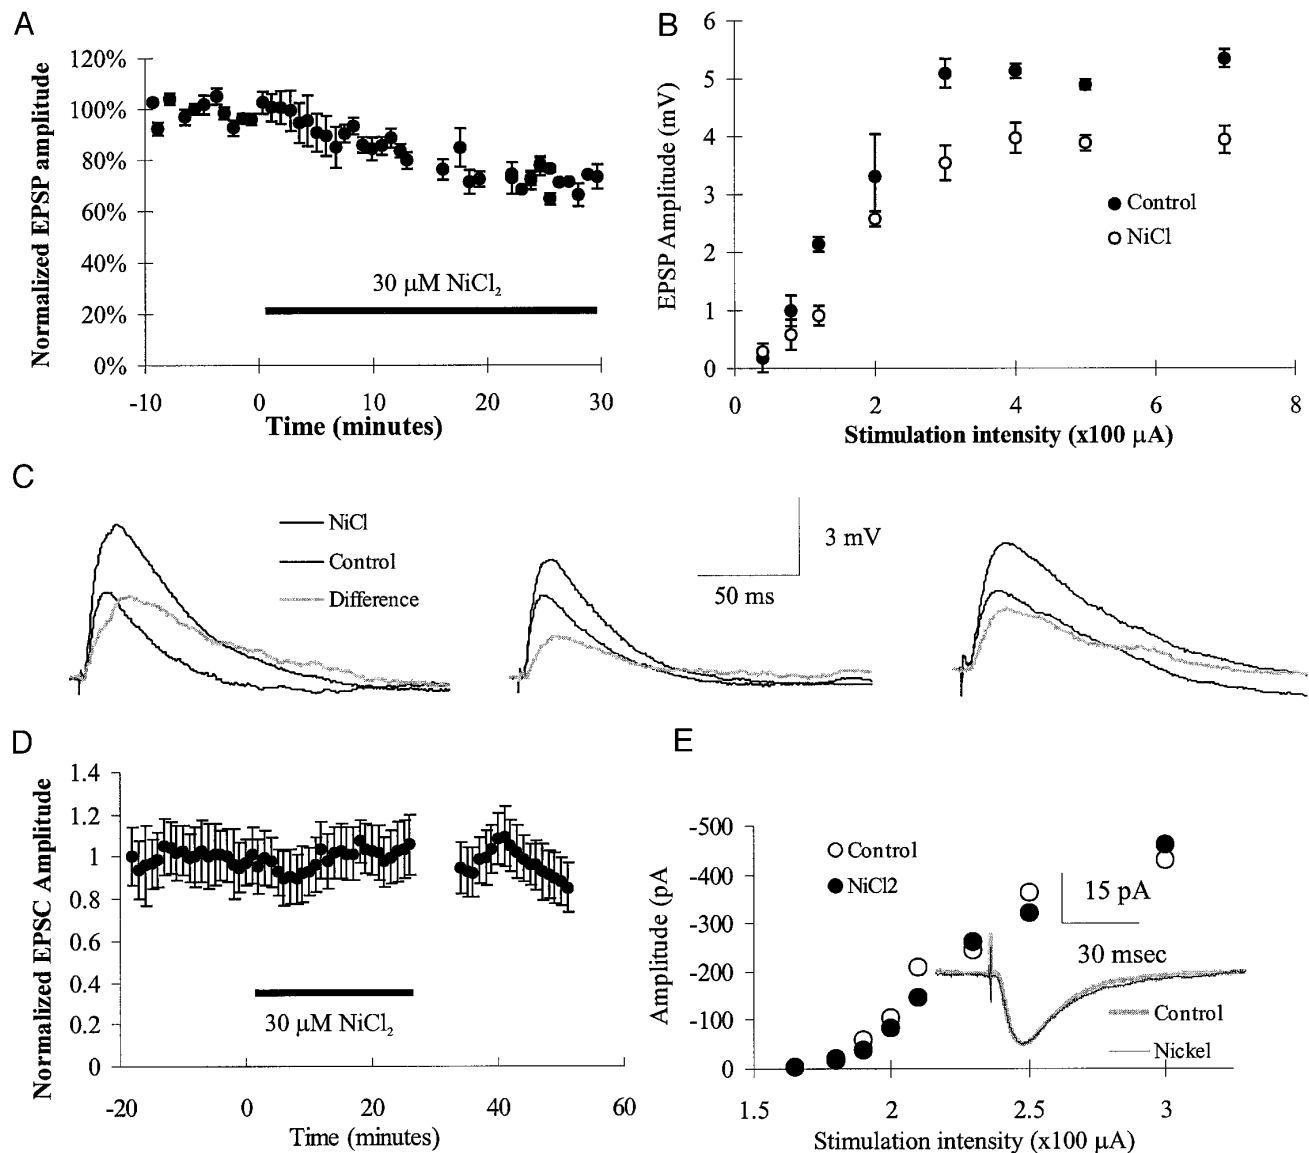 A
120%
100%
80%
60%
40%
20%
0%
Normalized EPSP amplitude
30 μM NiCl₂
-10
0
10
20
30
Time (minutes)
B
6
5
4
3
2
1
0
EPSP Amplitude (mV)
Control
NiCl
0
2
4
6
8
Stimulation intensity (x100 μA)
C
NiCl
Control
Difference
3 mV
50 ms
D
1.4
1.2
1
0.8
0.6
0.4
0.2
0
Normalized EPSC Amplitude
30 μM NiCl₂
-20
0
20
40
60
Time (minutes)
E
-500
-400
-300
-200
-100
0
Amplitude (pA
Control
NiCl2
15 pA
30 msec
Control
Nickel
1.5
2
2.5
3
Stimulation intensity (x100 μA)